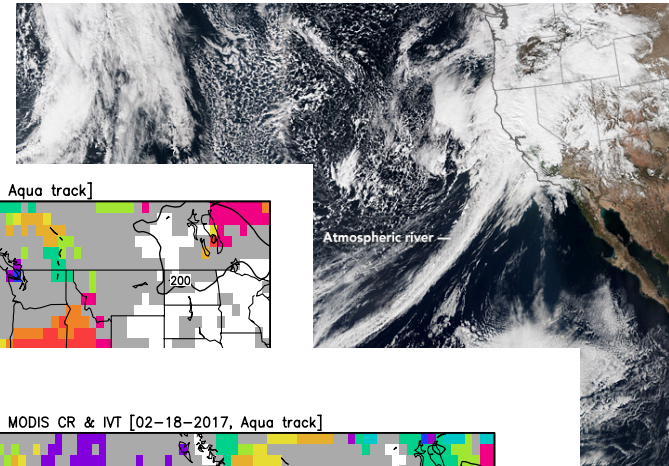 Aqua track]
Atmospheric river
200
MODIS CR & IVT [02-18-2017, Aqua track]